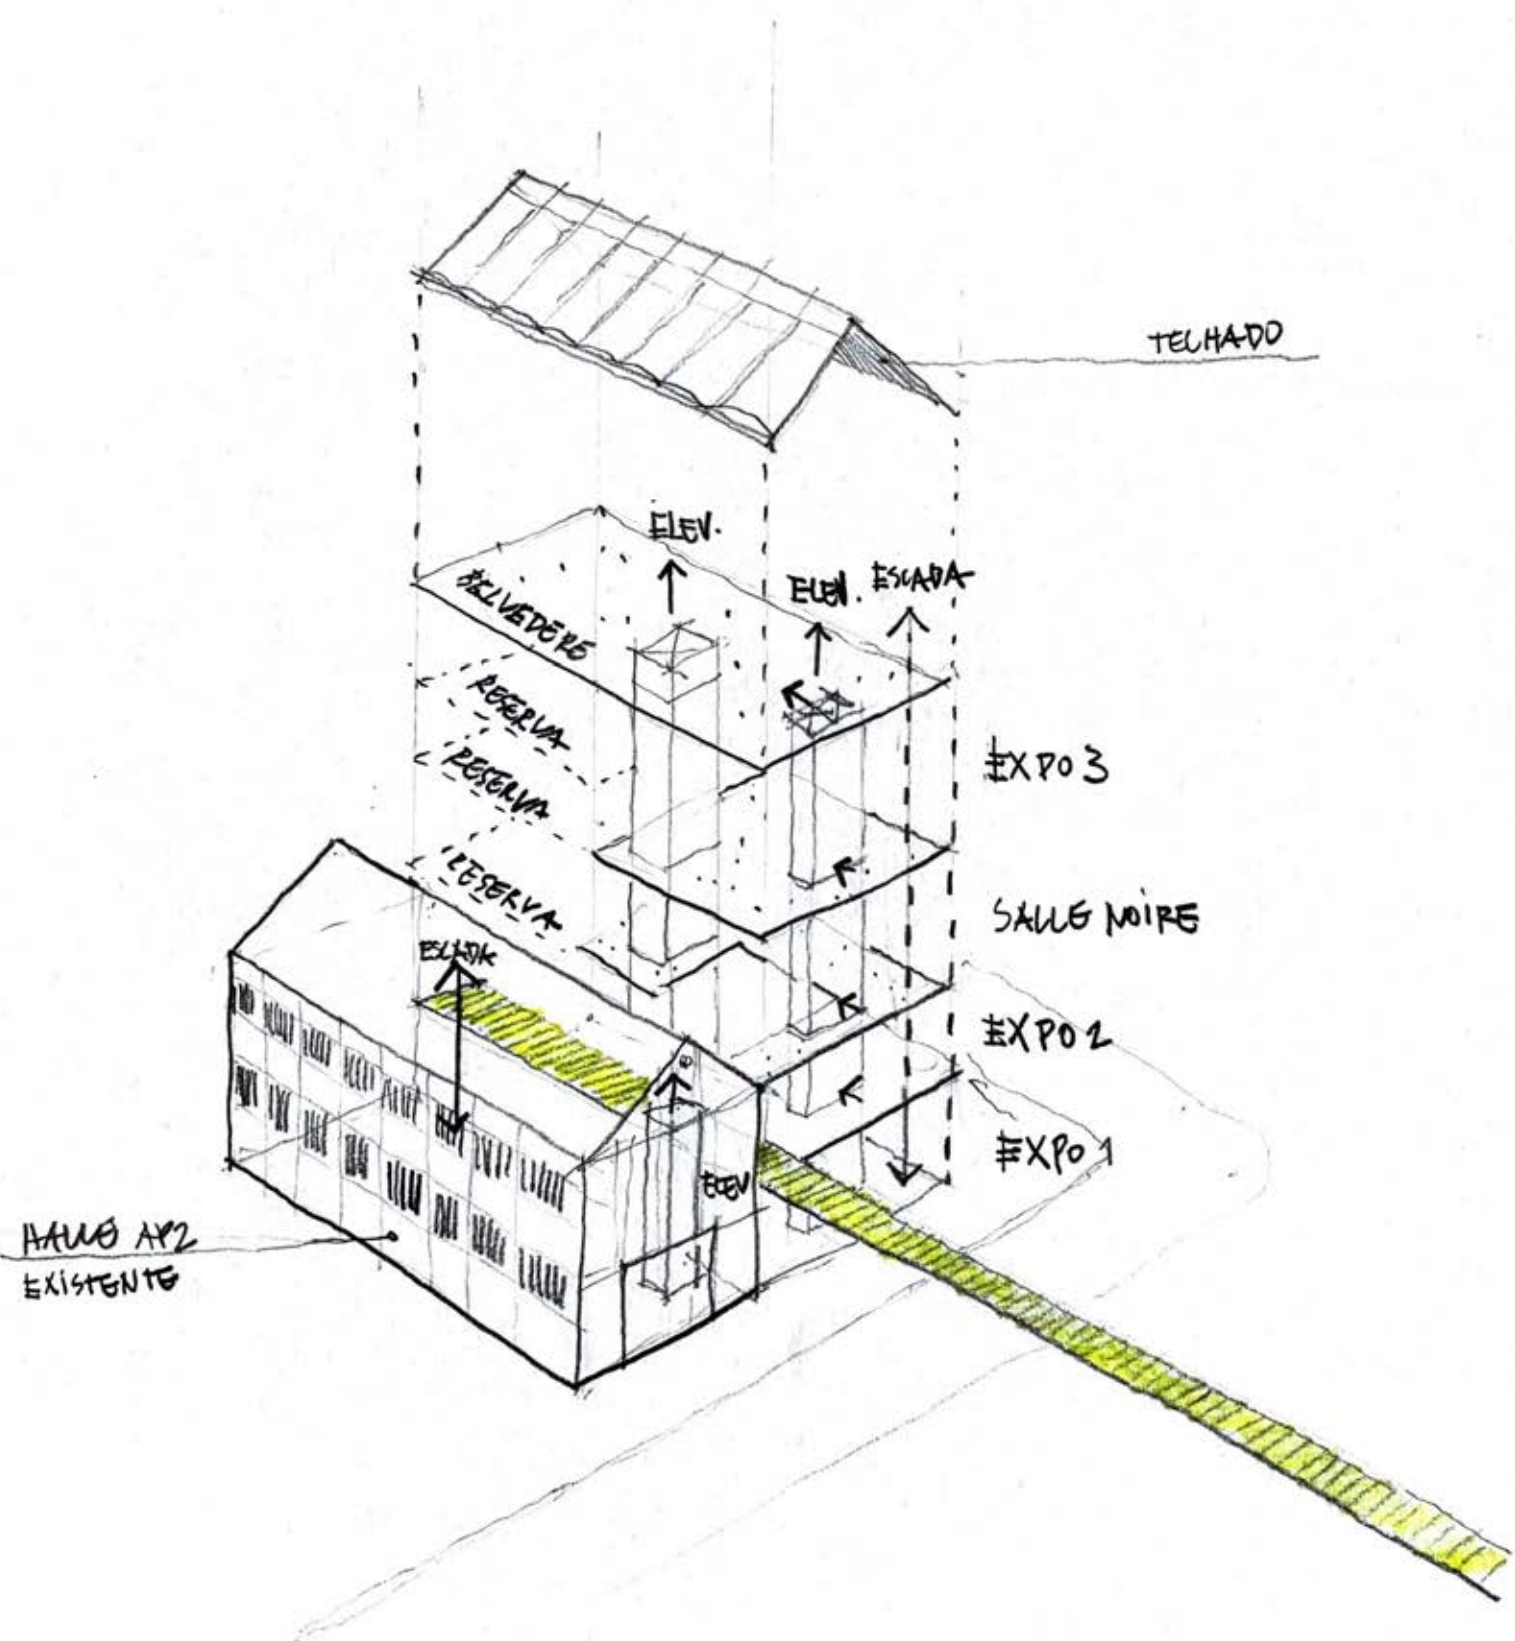 TECHADO
ELEV.
ELEV. ESCADA
BELVEDERE
RESERVA
RESERVA
RESERVA
EXPO 3
SALLE NOIRE
EXPO 2
EXPO 1
ESCADA
ELEV
HALLE AP2
EXISTENTE